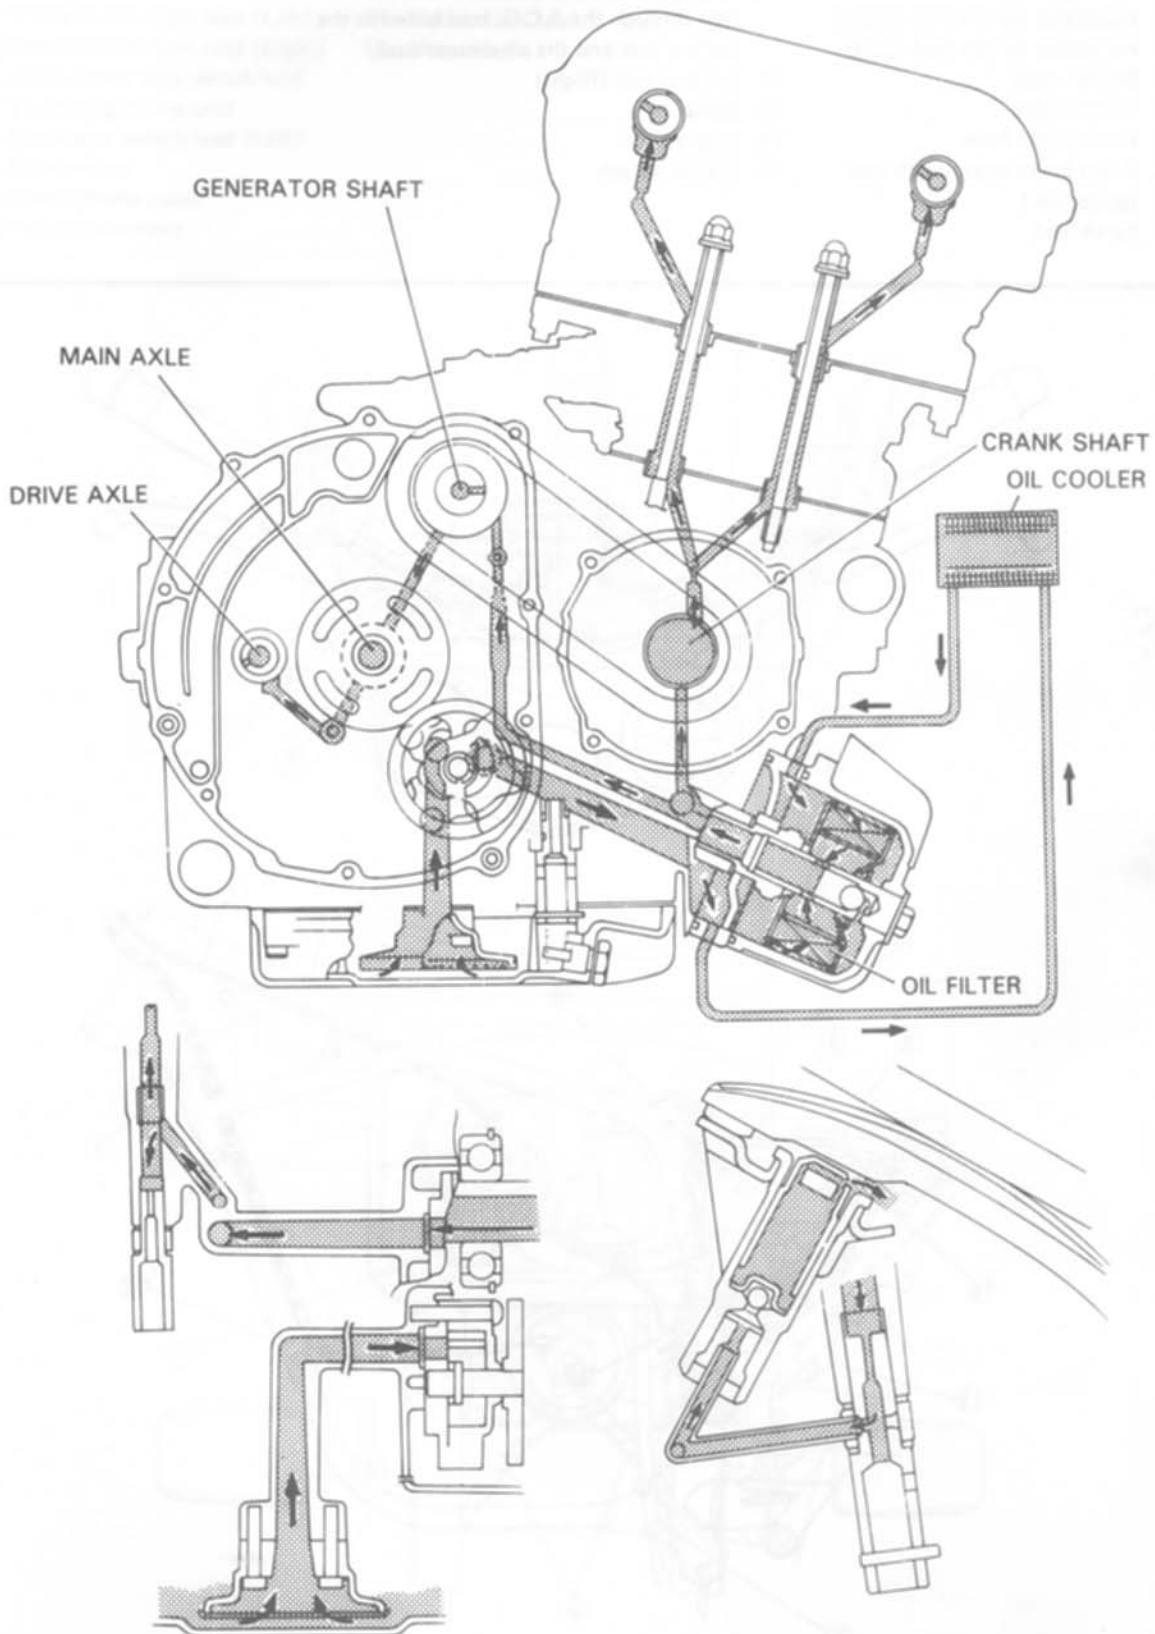 GENERATOR SHAFT
MAIN AXLE
CRANK SHAFT
DRIVE AXLE
OIL COOLER
OIL FILTER